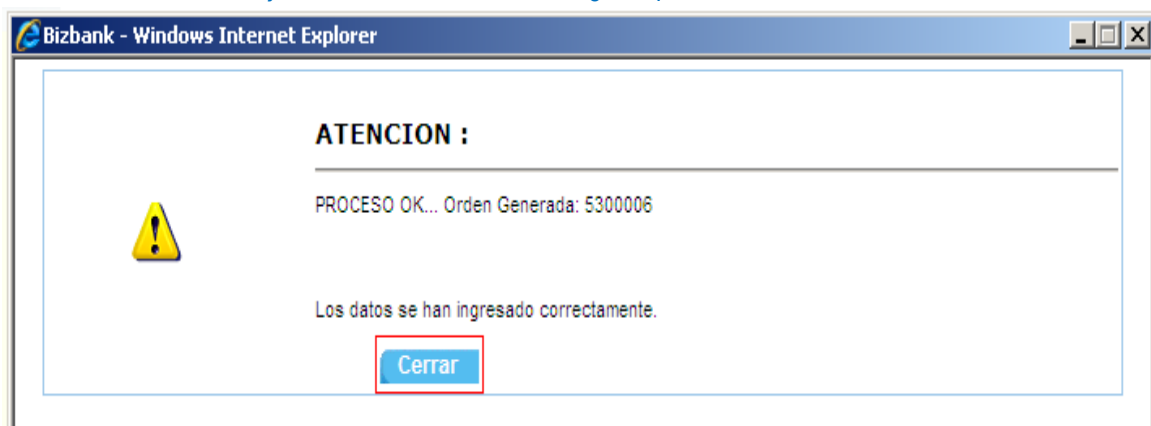 Bizbank - Windows Internet Explorer
ATENCION :
PROCESO OK... Orden Generada: 5300006
Los datos se han ingresado correctamente.
Cerrar